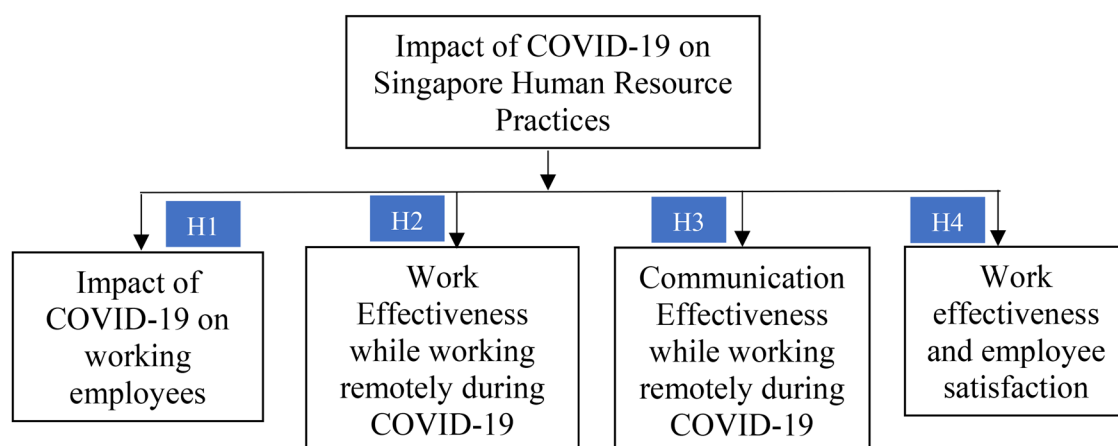 Impact of COVID-19 on
Singapore Human Resource
Practices
H1
H2
H3
H4
Impact of
COVID-19 on
working
employees
Work
Effectiveness
while working
remotely during
COVID-19
Communication
Effectiveness
while working
remotely during
COVID-19
Work
effectiveness
and employee
satisfaction